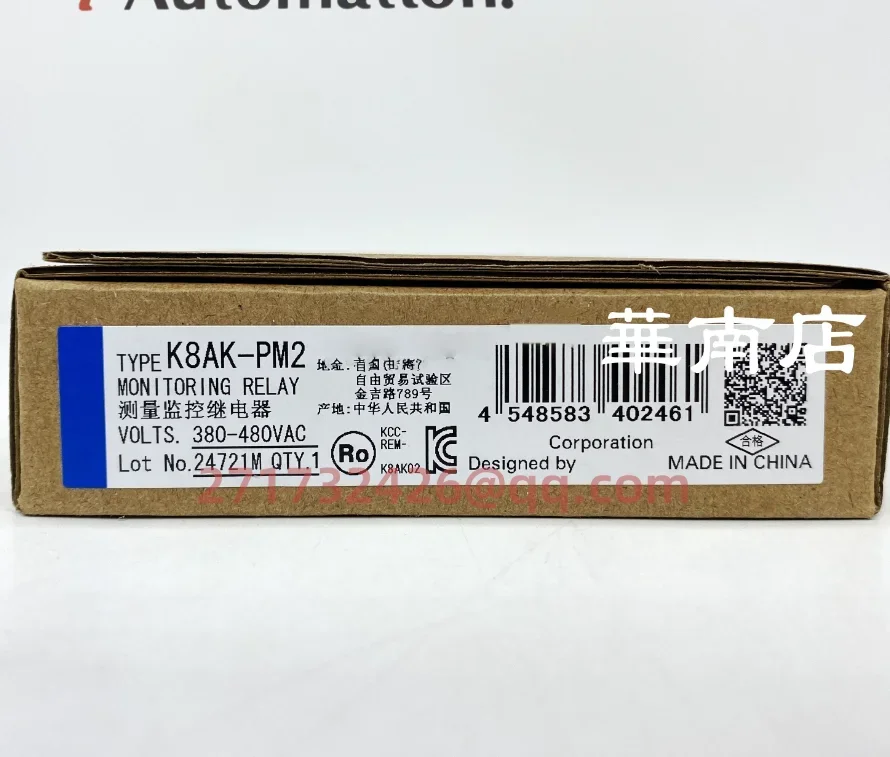 Automation.
華南店
TYPE K8AK-PM2
MONITORING RELAY
测量监控继电器
VOLTS. 380-480VAC
Lot No. 24721M QTY.1
自由贸易试验区
金吉路789号
产地:中华人民共和国
Ro
KCC-
REM-
K8AK02
4 548583 402461
Corporation
Designed by
合格
MADE IN CHINA
271732426@qq.com